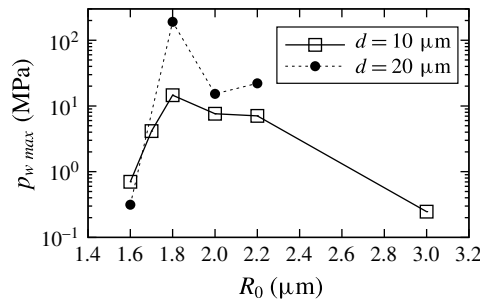 10²
10¹
10⁰
10⁻¹
p_{w max} (MPa)
d = 10 μm
d = 20 μm
1.4 1.6 1.8 2.0 2.2 2.4 2.6 2.8 3.0 3.2
R₀ (μm)